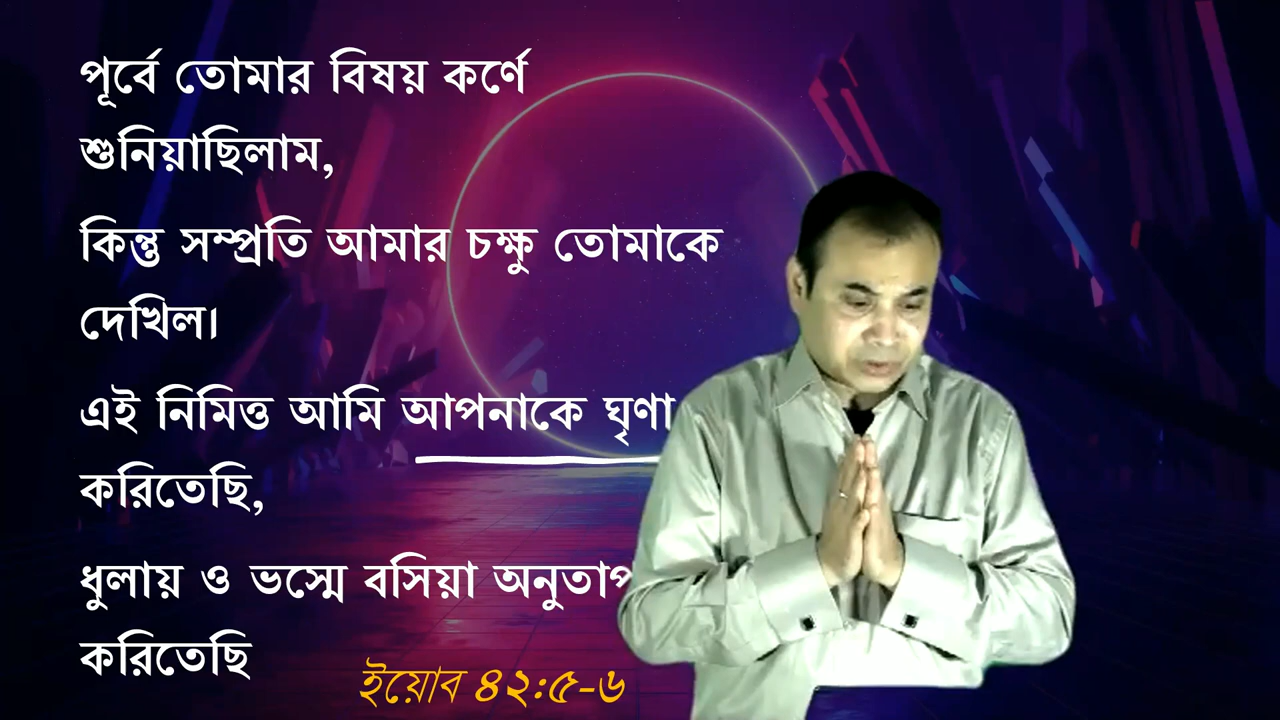 পূর্বে তোমার বিষয় কর্ণে
শুনিয়াছিলাম,
কিন্তু সম্প্রতি আমার চক্ষু তোমাকে
দেখিল।
এই নিমিত্ত আমি আপনাকে ঘৃণা
করিতেছি,
ধুলায় ও ভস্মে বসিয়া অনুতাপ
করিতেছি
ইয়োব ৪২:৫-৬